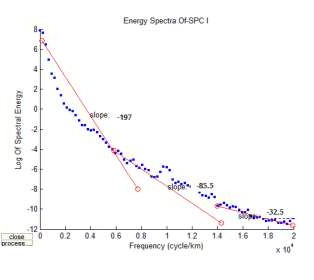 Energy Spectra Of-SPC I
Log Of Spectral Energy
8
6
4
2
0
-2
-4
-6
-8
-10
-12
slope: -197
slope: -85.5
slope: -32.5
0 0.2 0.4 0.6 0.8 1 1.2 1.4 1.6 1.8 2
x 10^4
Frequency (cycle/km)
close
process...